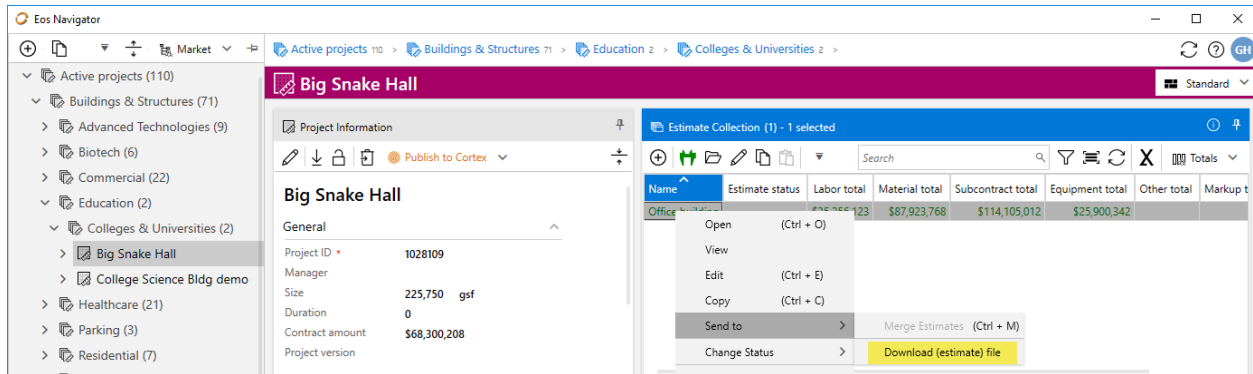 Eos Navigator
Market
Active projects 110 > Buildings & Structures 71 > Education 2 > Colleges & Universities 2 >
GH
Active projects (110)
Buildings & Structures (71)
Advanced Technologies (9)
Biotech (6)
Commercial (22)
Education (2)
Colleges & Universities (2)
Big Snake Hall
College Science Bldg demo
Healthcare (21)
Parking (3)
Residential (7)
Big Snake Hall
Standard
Project Information
Publish to Cortex
Big Snake Hall
General
Project ID * 1028109
Manager
Size 225,750 gsf
Duration 0
Contract amount $68,300,208
Project version
Estimate Collection (1) - 1 selected
Search
X Totals
Name Estimate status Labor total Material total Subcontract total Equipment total Other total Markup t
Office building $87,923,768 $114,105,012 $25,900,342
Open (Ctrl + O)
View
Edit (Ctrl + E)
Copy (Ctrl + C)
Send to >
Change Status >
Merge Estimates (Ctrl + M)
Download (estimate) file